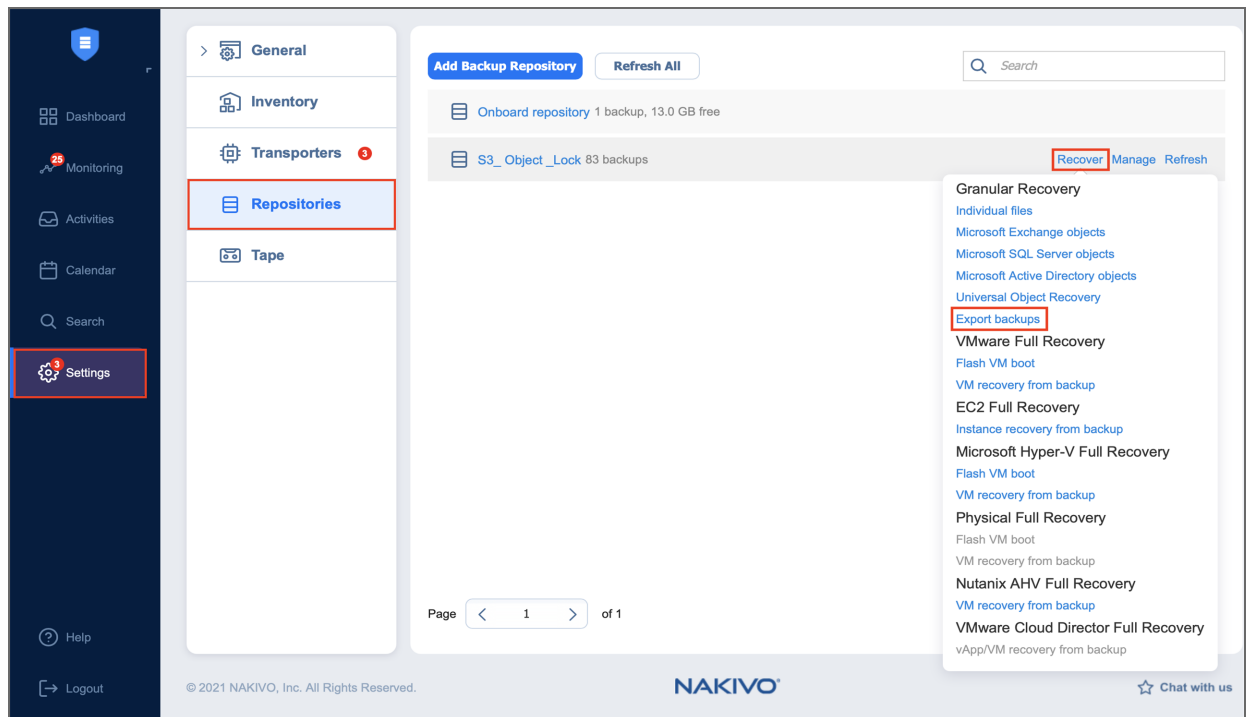 Dashboard
25
Monitoring
Activities
Calendar
Search
3
Settings
Help
Logout
General
Inventory
Transporters 3
Repositories
Tape
Add Backup Repository Refresh All Search
Onboard repository 1 backup, 13.0 GB free
S3_ Object _Lock 83 backups Recover Manage Refresh
Granular Recovery
Individual files
Microsoft Exchange objects
Microsoft SQL Server objects
Microsoft Active Directory objects
Universal Object Recovery
Export backups
VMware Full Recovery
Flash VM boot
VM recovery from backup
EC2 Full Recovery
Instance recovery from backup
Microsoft Hyper-V Full Recovery
Flash VM boot
VM recovery from backup
Physical Full Recovery
Flash VM boot
VM recovery from backup
Nutanix AHV Full Recovery
VM recovery from backup
VMware Cloud Director Full Recovery
vApp/VM recovery from backup
Page 1 of 1
© 2021 NAKIVO, Inc. All Rights Reserved. NAKIVO® Chat with us